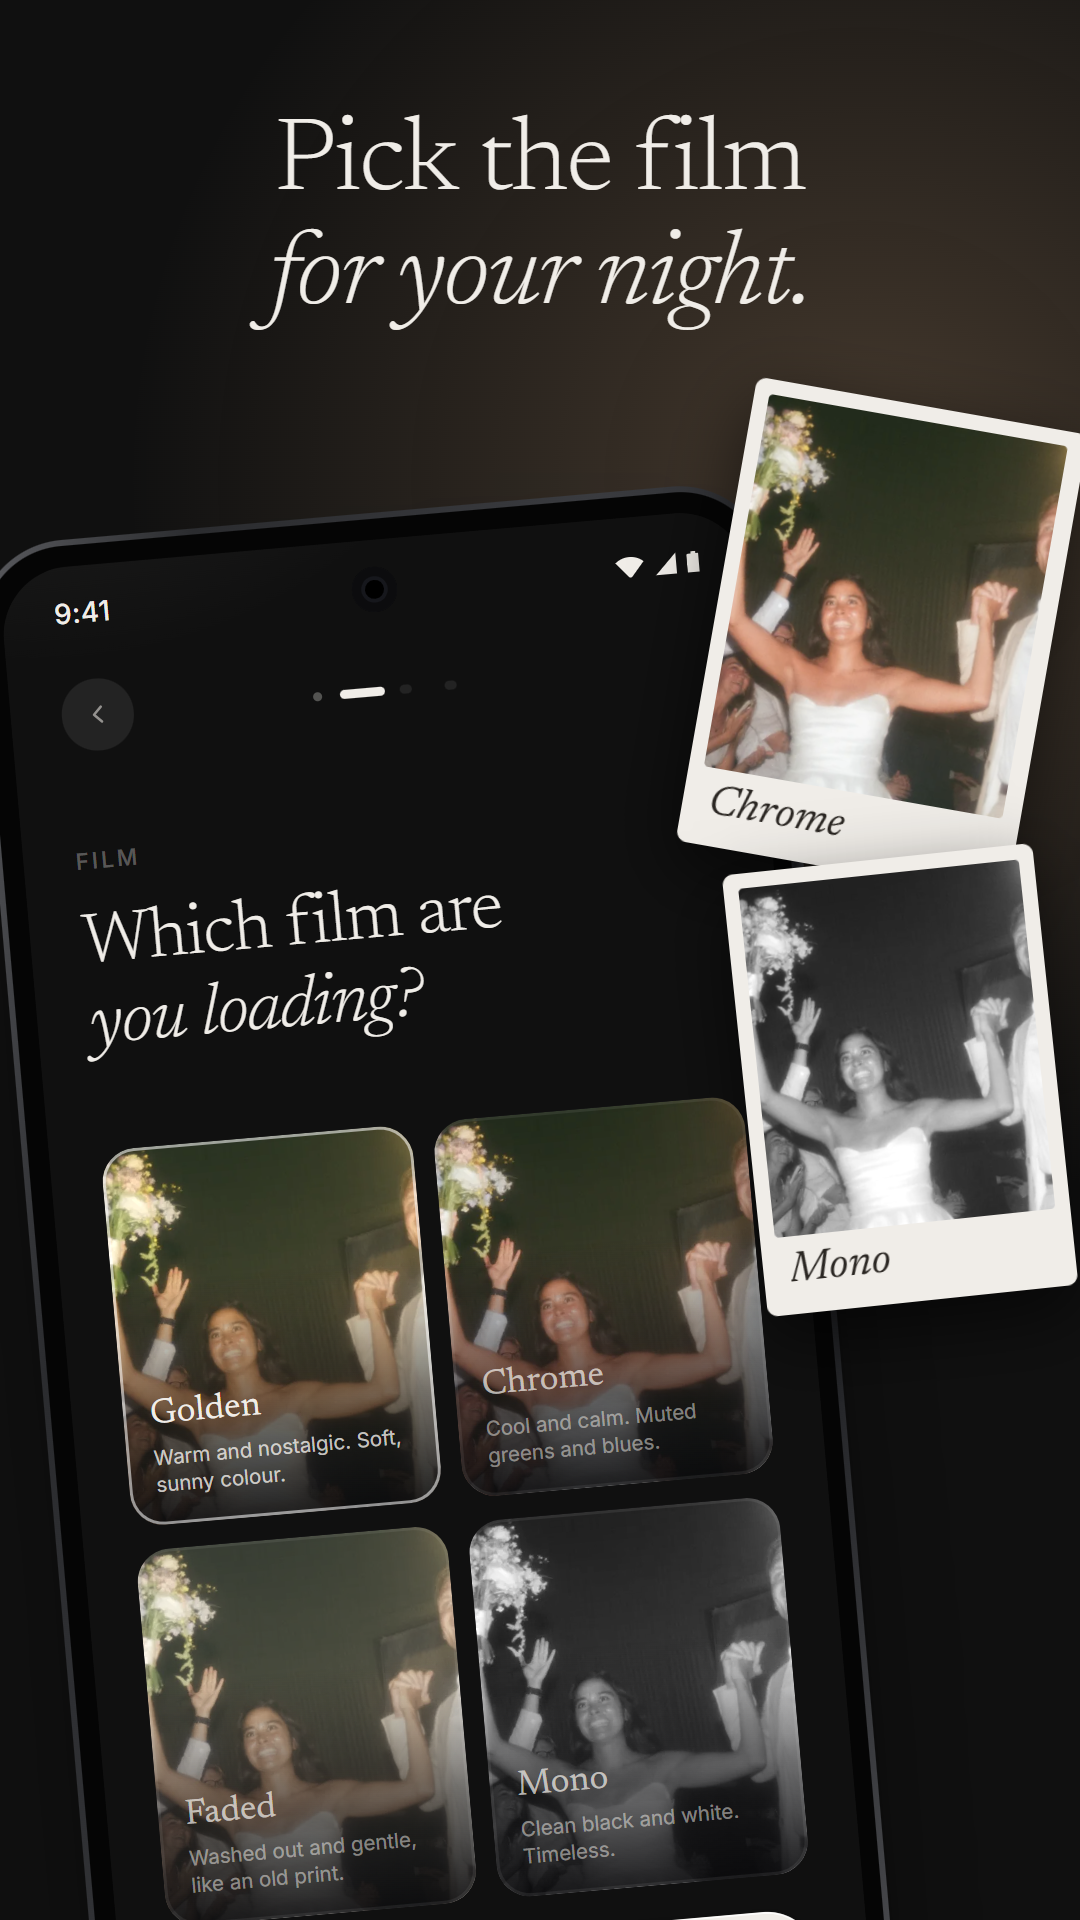 Pick the film
for your night.
9:41
FILM
Which film are
you loading?
Chrome
Mono
Golden
Warm and nostalgic. Soft,
sunny colour.
Chrome
Cool and calm. Muted
greens and blues.
Faded
Washed out and gentle,
like an old print.
Mono
Clean black and white.
Timeless.